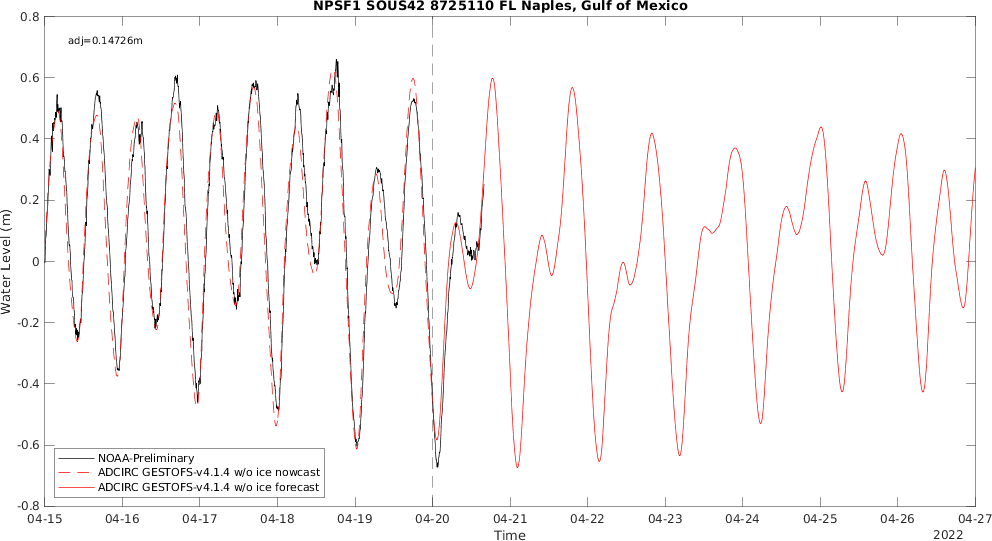 NPSF1 SOUS42 8725110 FL Naples, Gulf of Mexico
adj=0.14726m
0.8
0.6
0.4
0.2
0
-0.2
-0.4
-0.6
-0.8
Water Level (m)
NOAA-Preliminary
ADCIRC GESTOFS-v4.1.4 w/o ice nowcast
ADCIRC GESTOFS-v4.1.4 w/o ice forecast
04-15 04-16 04-17 04-18 04-19 04-20 04-21 04-22 04-23 04-24 04-25 04-26 04-27
Time
2022